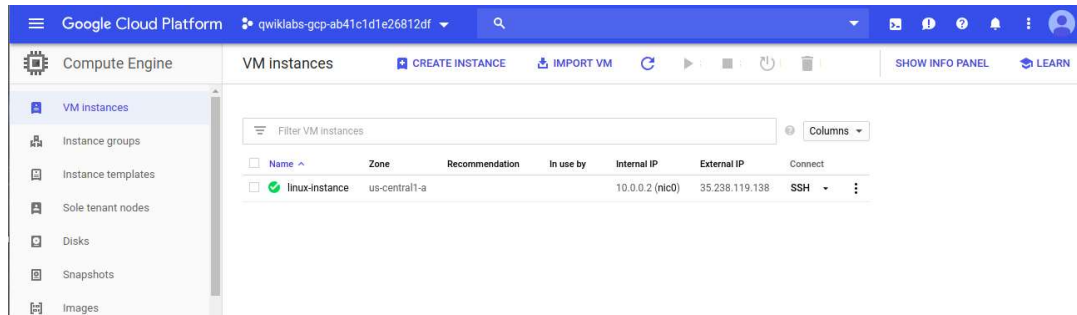 Google Cloud Platform qwiklabs-gcp-ab41c1d1e26812df
Compute Engine
VM instances CREATE INSTANCE IMPORT VM SHOW INFO PANEL LEARN
VM instances
Instance groups
Instance templates
Sole tenant nodes
Disks
Snapshots
Images
Filter VM instances Columns
Name Zone Recommendation In use by Internal IP External IP Connect
linux-instance us-central1-a 10.0.0.2 (nic0) 35.238.119.138 SSH